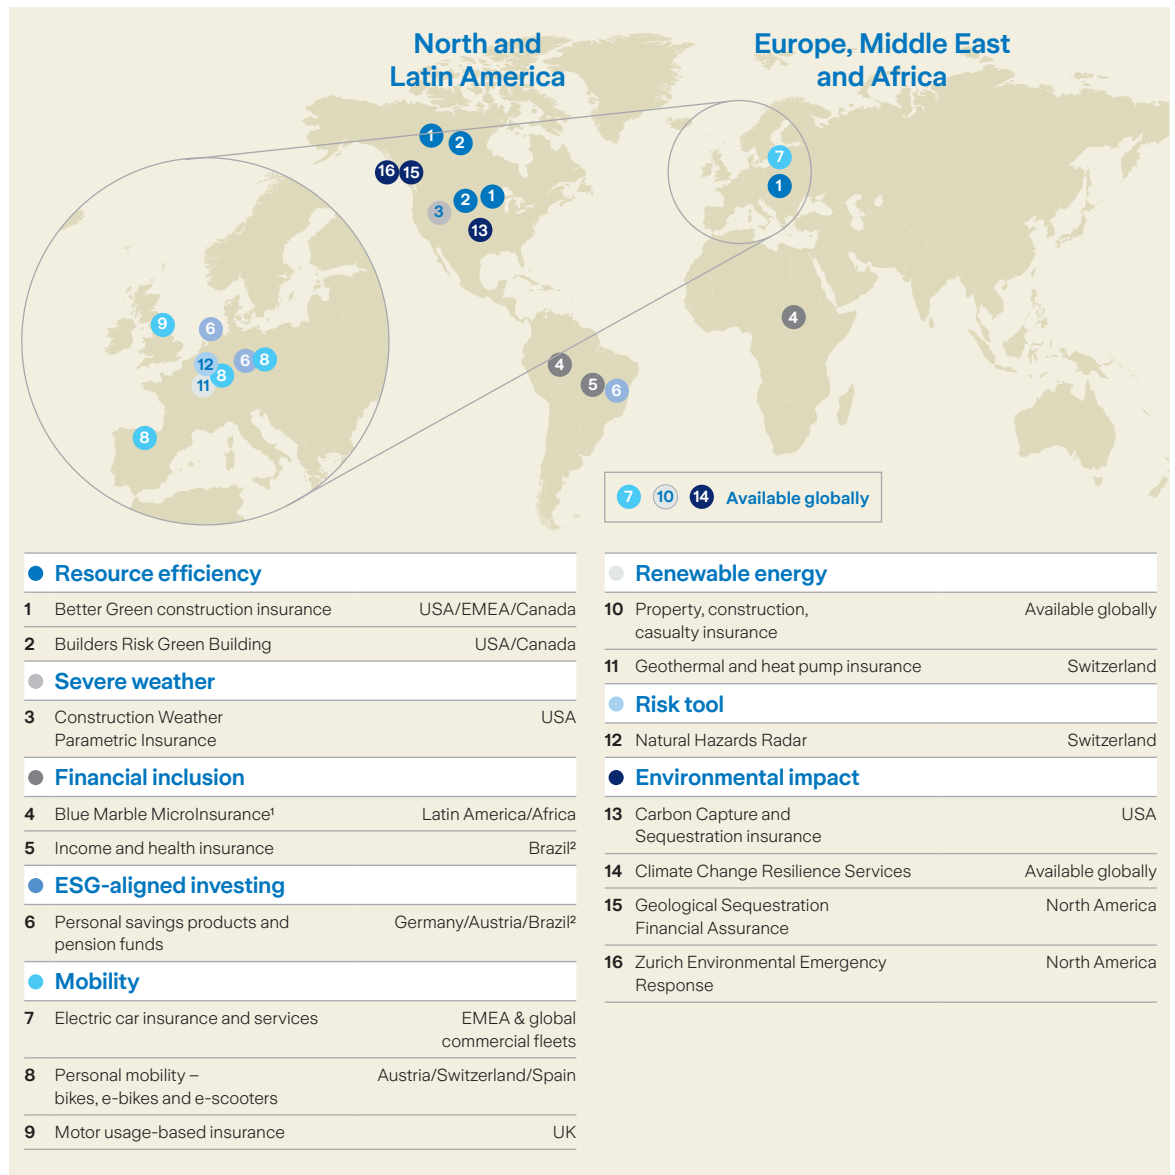 North and
Latin America
Europe, Middle East
and Africa
1
2
16
15
2
1
3
13
7
1
9
6
12
8
6
8
11
8
4
4
5
6
7 10 14 Available globally
Resource efficiency
1 Better Green construction insurance USA/EMEA/Canada
2 Builders Risk Green Building USA/Canada
Severe weather
3 Construction Weather USA
Parametric Insurance
Financial inclusion
4 Blue Marble MicroInsurance¹ Latin America/Africa
5 Income and health insurance Brazil²
ESG-aligned investing
6 Personal savings products and Germany/Austria/Brazil²
pension funds
Mobility
7 Electric car insurance and services EMEA & global
commercial fleets
8 Personal mobility – Austria/Switzerland/Spain
bikes, e-bikes and e-scooters
9 Motor usage-based insurance UK
Renewable energy
10 Property, construction, Available globally
casualty insurance
11 Geothermal and heat pump insurance Switzerland
Risk tool
12 Natural Hazards Radar Switzerland
Environmental impact
13 Carbon Capture and USA
Sequestration insurance
14 Climate Change Resilience Services Available globally
15 Geological Sequestration North America
Financial Assurance
16 Zurich Environmental Emergency North America
Response